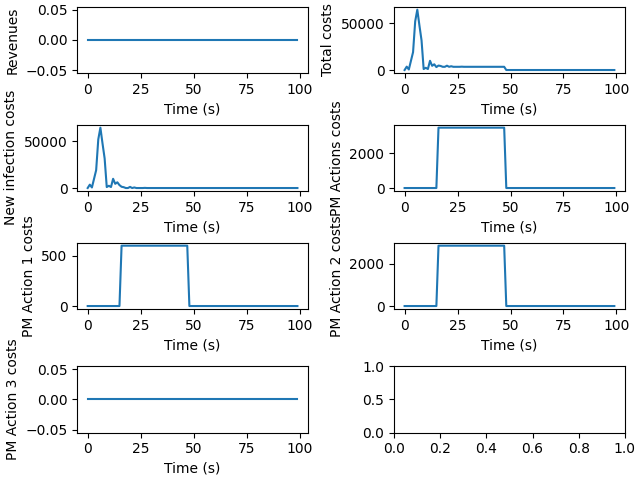 Revenues
0.05
0.00
−0.05
0 25 50 75 100
Time (s)
Total costs
50000
0
0 25 50 75 100
Time (s)
New infection costs
50000
0
0 25 50 75 100
Time (s)
PM Actions costs
2000
0
0 25 50 75 100
Time (s)
PM Action 1 costs
500
0
0 25 50 75 100
Time (s)
PM Action 2 costs
2000
0
0 25 50 75 100
Time (s)
PM Action 3 costs
0.05
0.00
−0.05
0 25 50 75 100
Time (s)
1.0
0.5
0.0
0.0 0.2 0.4 0.6 0.8 1.0